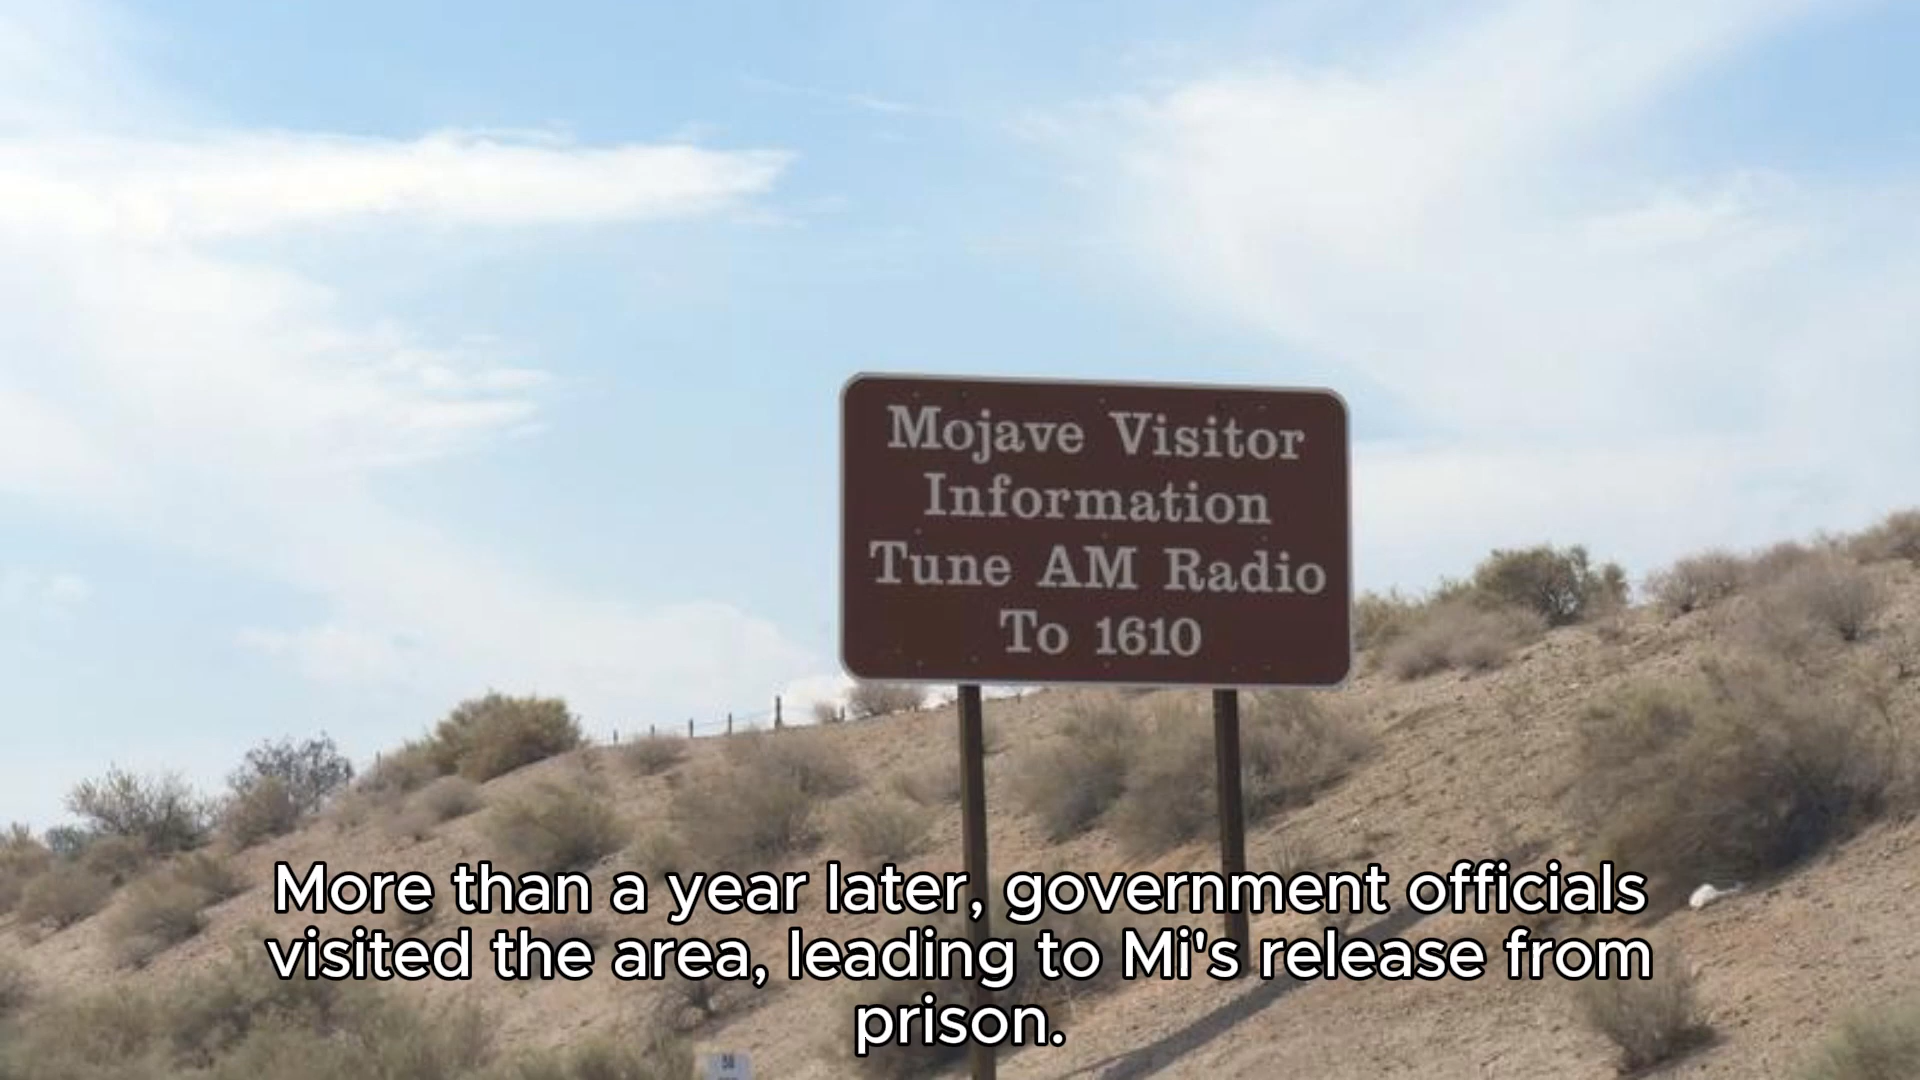 Mojave Visitor
Information
Tune AM Radio
To 1610
More than a year later, government officials
visited the area, leading to Mi's release from
prison.